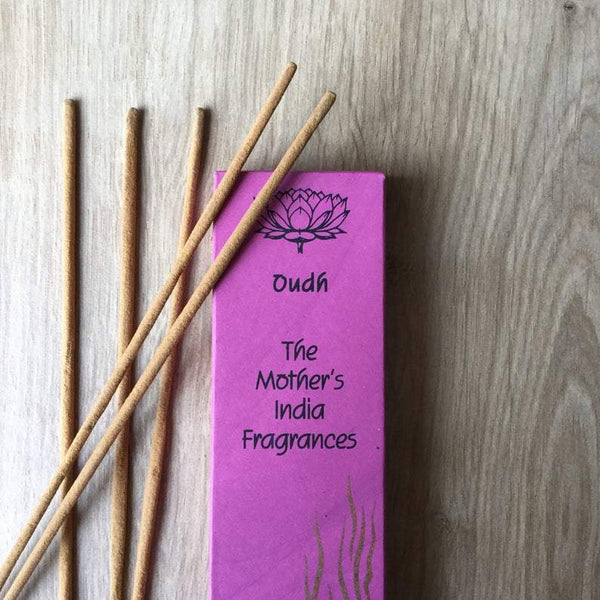 Oudh
The
Mother's
India
Fragrances